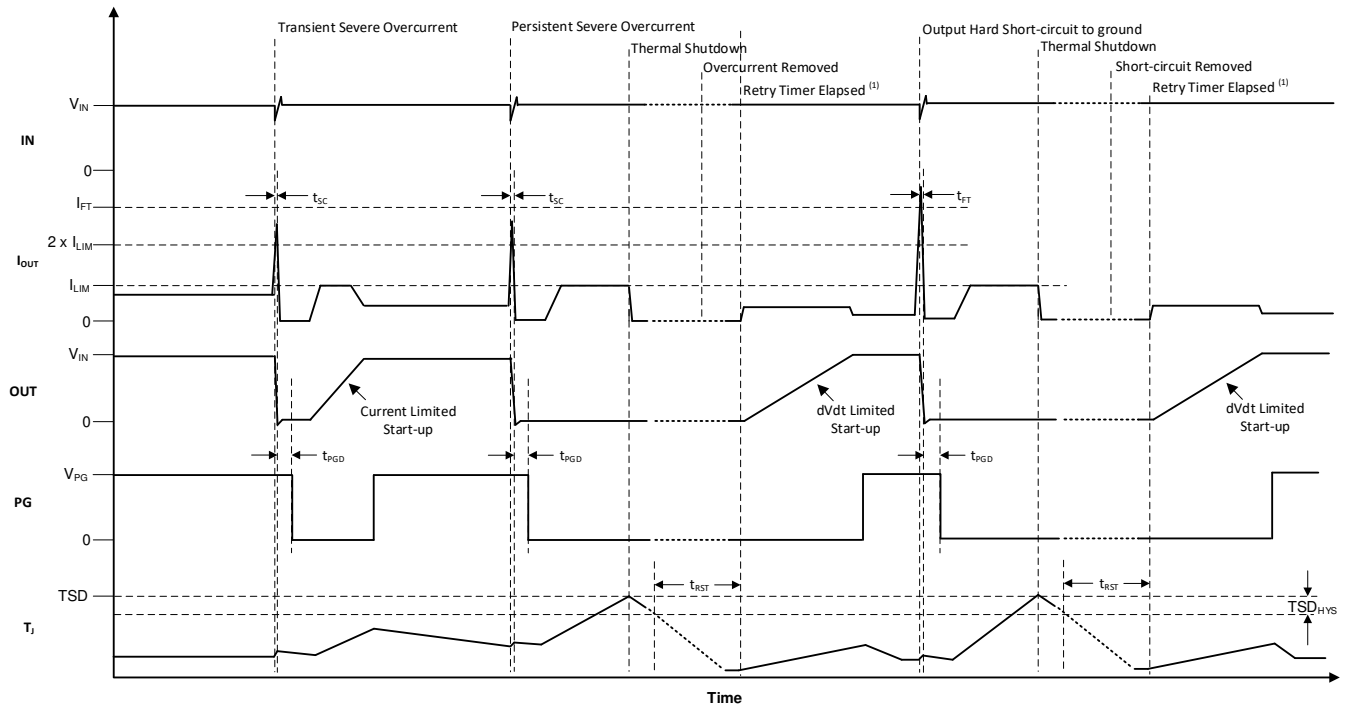 Transient Severe Overcurrent
Persistent Severe Overcurrent
Output Hard Short-circuit to ground
Thermal Shutdown
Thermal Shutdown
Overcurrent Removed
Short-circuit Removed
Retry Timer Elapsed (1)
Retry Timer Elapsed (1)
VIN
IN
0
IFT
tSC
tSC
tFT
2 x ILIM
IOUT
ILIM
0
VIN
OUT
Current Limited
Start-up
dVdt Limited
Start-up
dVdt Limited
Start-up
0
tPGD
tPGD
tPGD
VPG
PG
0
tRST
tRST
TSD
TSDHYS
TJ
Time